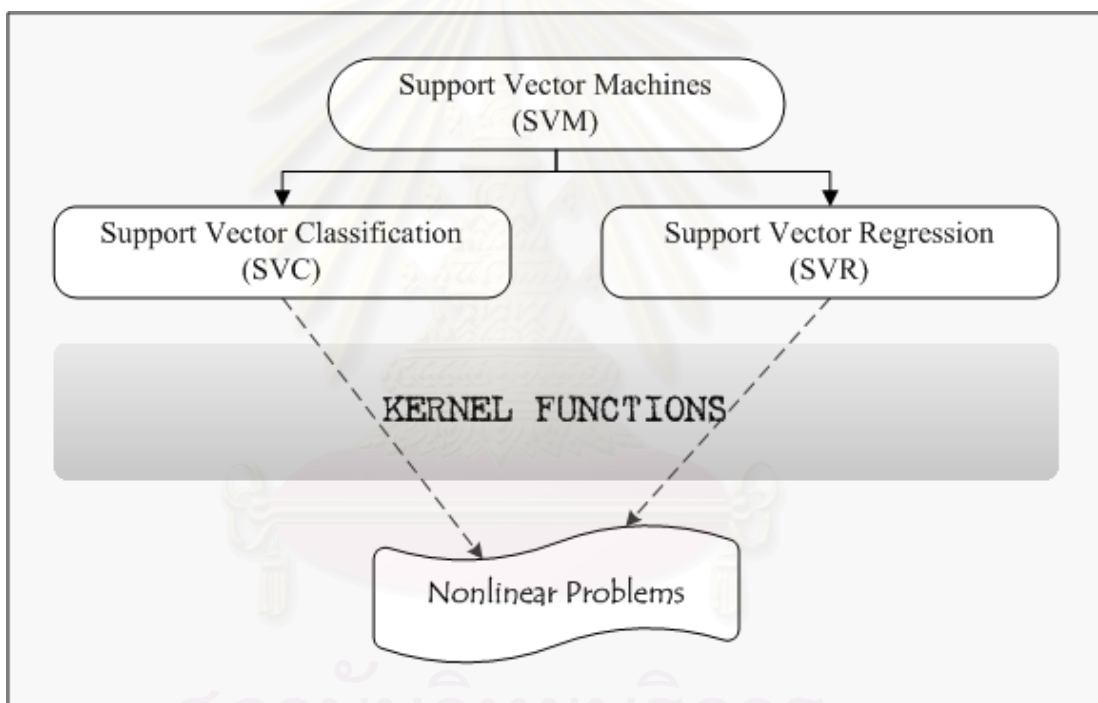 Support Vector Machines
(SVM)
Support Vector Classification
(SVC)
Support Vector Regression
(SVR)
KERNEL FUNCTIONS
Nonlinear Problems